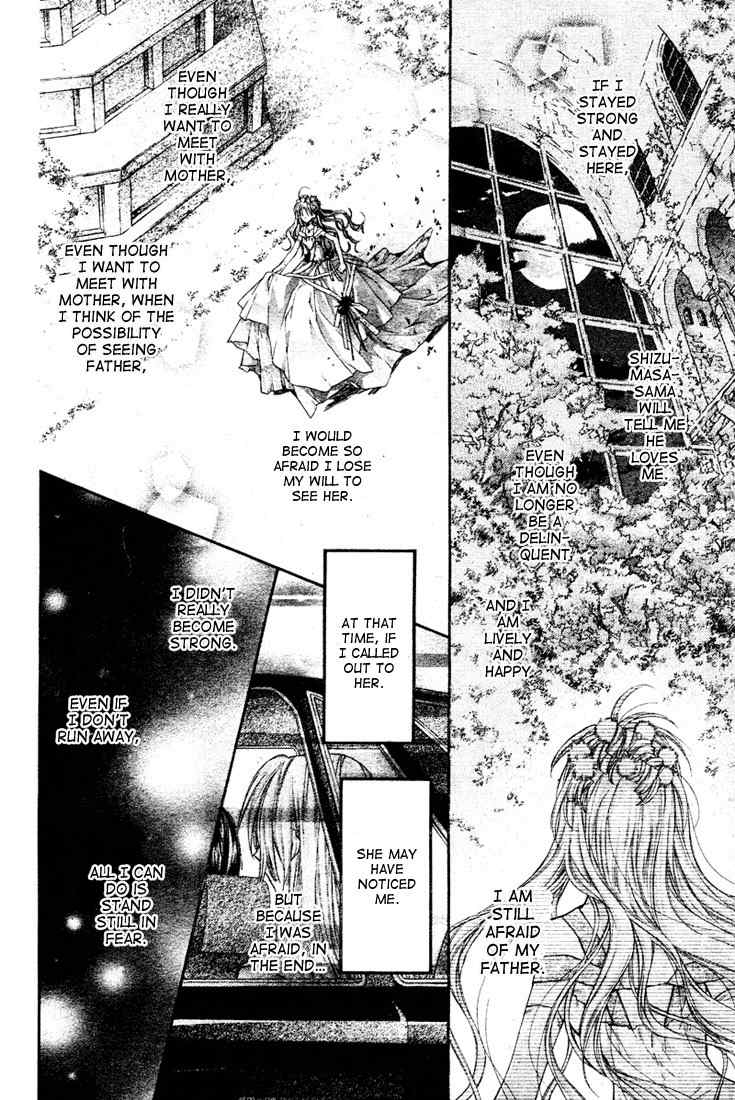 IF I
STAYED
STRONG
AND
STAYED
HERE,
SHIZU-
MASA-
SAMA
WILL
TELL ME
HE
LOVES
ME.
EVEN
THOUGH
I AM NO
LONGER
BE A
DELIN-
QUENT,
AND I
AM
LIVELY
AND
HAPPY
I AM
STILL
AFRAID
OF MY
FATHER.
EVEN
THOUGH
I REALLY
WANT TO
MEET
WITH
MOTHER,
EVEN THOUGH
I WANT TO
MEET WITH
MOTHER, WHEN
I THINK OF THE
POSSIBILITY
OF SEEING
FATHER,
I WOULD
BECOME SO
AFRAID I LOSE
MY WILL TO
SEE HER.
AT THAT
TIME, IF
I CALLED
OUT TO
HER.
SHE MAY
HAVE
NOTICED
ME.
BUT
BECAUSE
I WAS
AFRAID, IN
THE END...
I DIDN'T
REALLY
BECOME
STRONG.
EVEN IF
I DON'T
RUN AWAY,
ALL I CAN
DO IS
STAND
STILL IN
FEAR.